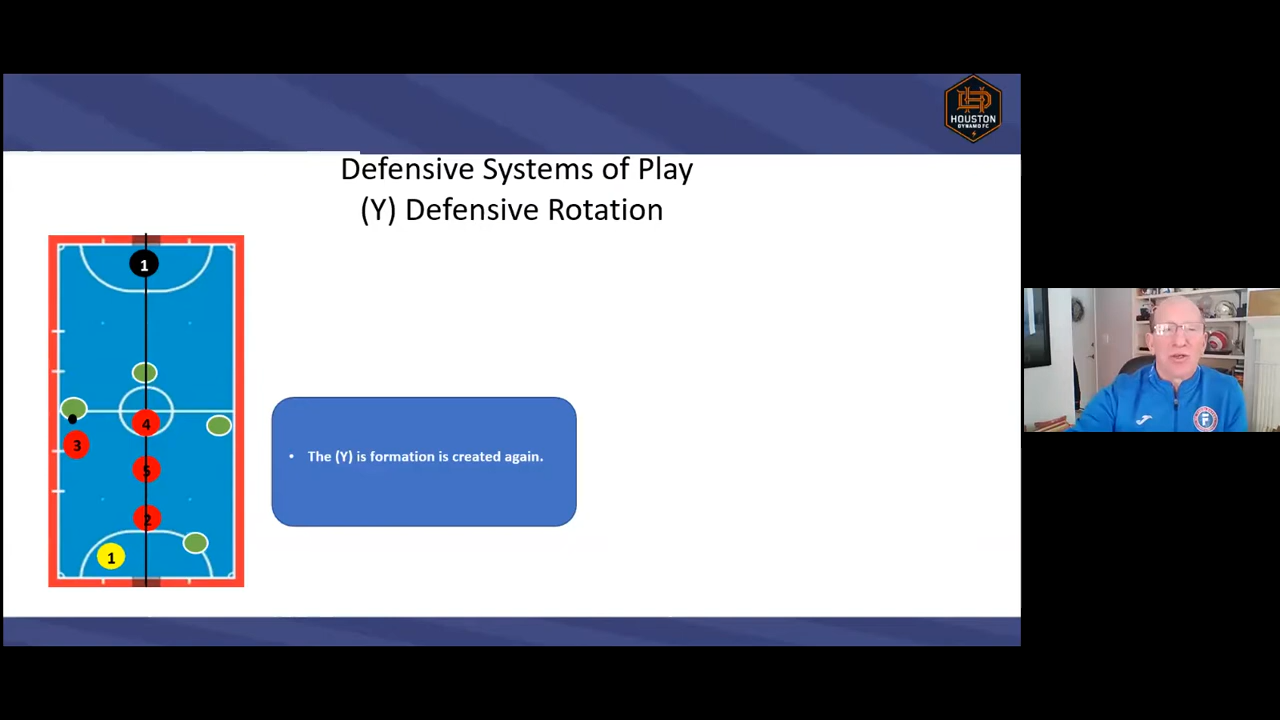 HOUSTON
DYNAMO FC
Defensive Systems of Play
(Y) Defensive Rotation
1
4
3
5
2
1
• The (Y) is formation is created again.